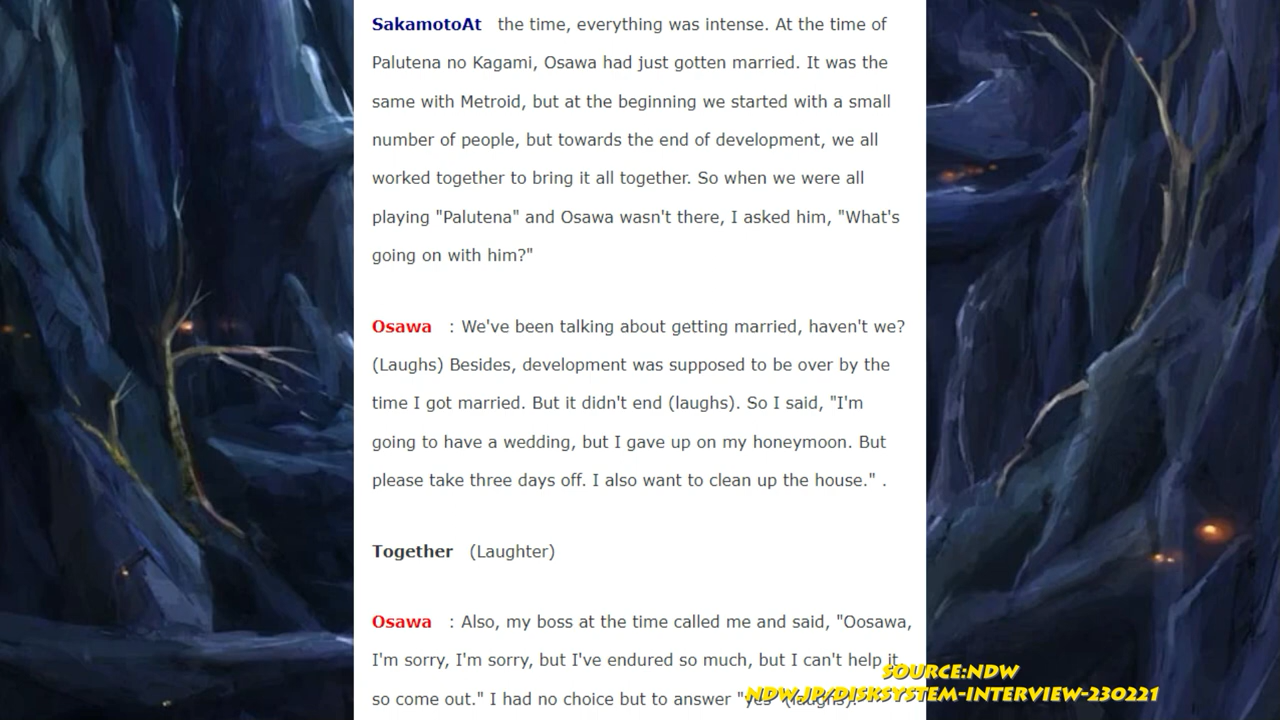 SakamotoAt the time, everything was intense. At the time of
Palutena no Kagami, Osawa had just gotten married. It was the
same with Metroid, but at the beginning we started with a small
number of people, but towards the end of development, we all
worked together to bring it all together. So when we were all
playing "Palutena" and Osawa wasn't there, I asked him, "What's
going on with him?"
Osawa : We've been talking about getting married, haven't we?
(Laughs) Besides, development was supposed to be over by the
time I got married. But it didn't end (laughs). So I said, "I'm
going to have a wedding, but I gave up on my honeymoon. But
please take three days off. I also want to clean up the house." .
Together (Laughter)
Osawa : Also, my boss at the time called me and said, "Oosawa,
I'm sorry, I'm sorry, but I've endured so much, but I can't help it,
so come out." I had no choice but to answer "yes" (laughs).
SOURCE:NDW
NDW.JP/DISKSYSTEM-INTERVIEW-230221